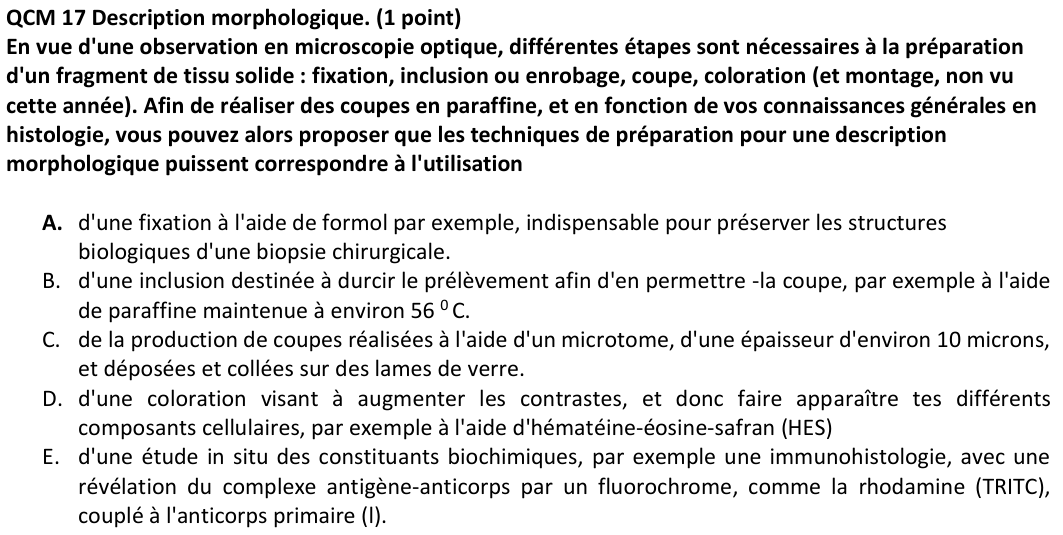 QCM 17 Description morphologique. (1 point)
En vue d'une observation en microscopie optique, différentes étapes sont nécessaires à la préparation
d'un fragment de tissu solide : fixation, inclusion ou enrobage, coupe, coloration (et montage, non vu
cette année). Afin de réaliser des coupes en paraffine, et en fonction de vos connaissances générales en
histologie, vous pouvez alors proposer que les techniques de préparation pour une description
morphologique puissent correspondre à l'utilisation
A. d'une fixation à l'aide de formol par exemple, indispensable pour préserver les structures
biologiques d'une biopsie chirurgicale.
B. d'une inclusion destinée à durcir le prélèvement afin d'en permettre -la coupe, par exemple à l'aide
de paraffine maintenue à environ 56 ⁰ C.
C. de la production de coupes réalisées à l'aide d'un microtome, d'une épaisseur d'environ 10 microns,
et déposées et collées sur des lames de verre.
D. d'une coloration visant à augmenter les contrastes, et donc faire apparaître tes différents
composants cellulaires, par exemple à l'aide d'hématéine-éosine-safran (HES)
E. d'une étude in situ des constituants biochimiques, par exemple une immunohistologie, avec une
révélation du complexe antigène-anticorps par un fluorochrome, comme la rhodamine (TRITC),
couplé à l'anticorps primaire (l).